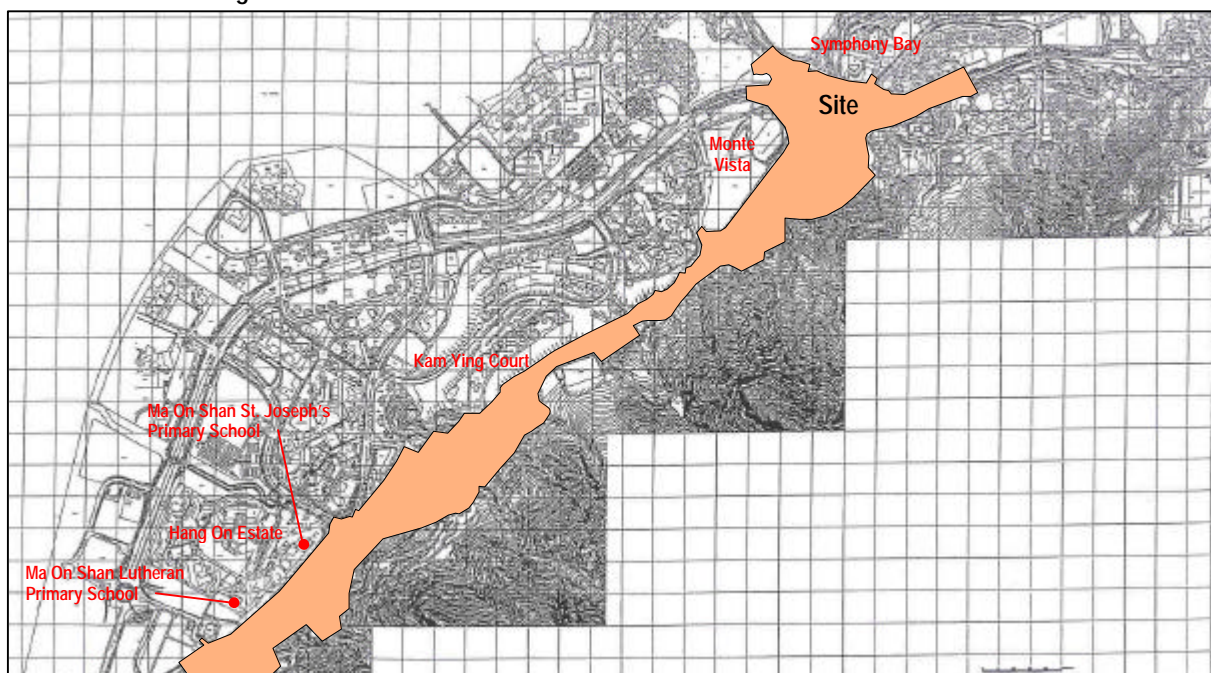 Symphony Bay
Site
Monte
Vista
Kam Ying Court
Ma On Shan St. Joseph's
Primary School
Hang On Estate
Ma On Shan Lutheran
Primary School